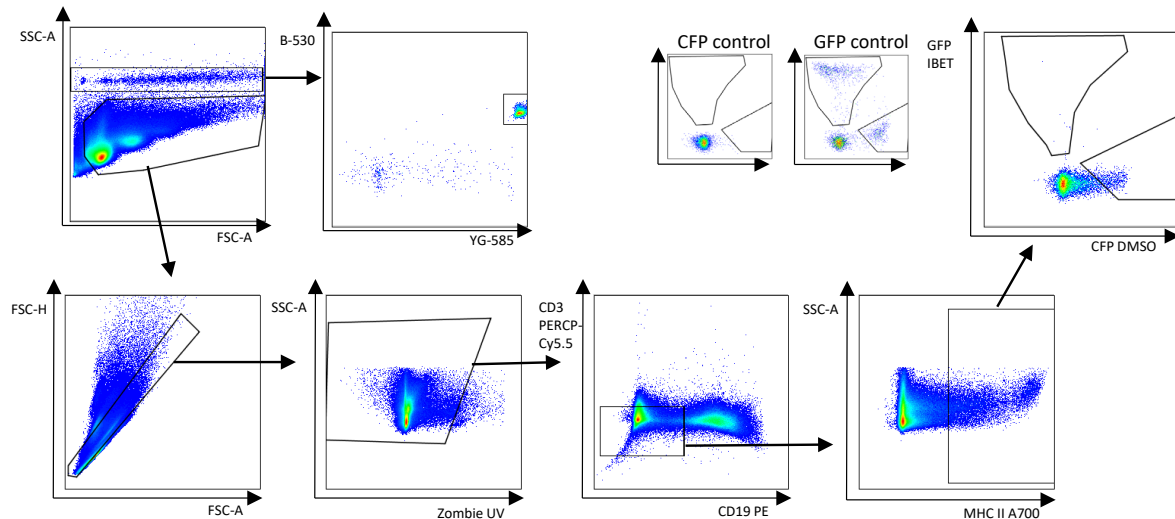 SSC-A
B-530
FSC-A
YG-585
CFP control
GFP control
GFP
IBET
CFP DMSO
FSC-H
FSC-A
SSC-A
Zombie UV
CD3
PERCP-
Cy5.5
CD19 PE
SSC-A
MHC II A700